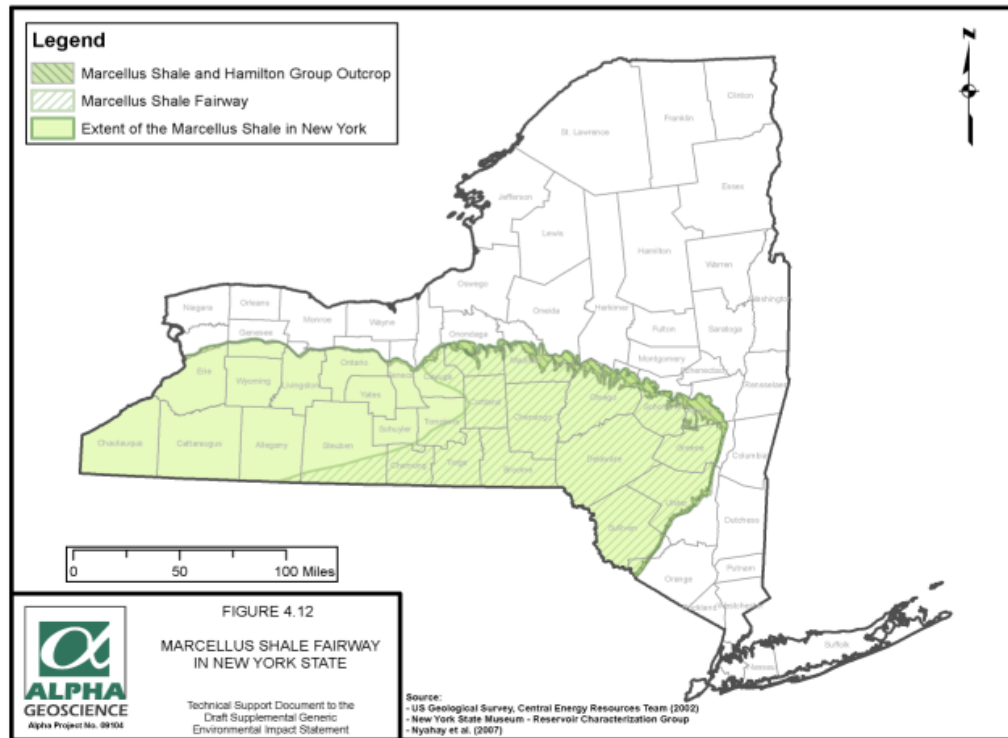 Legend
Marcellus Shale and Hamilton Group Outcrop
Marcellus Shale Fairway
Extent of the Marcellus Shale in New York
N
Clinton
Franklin
St. Lawrence
Essex
Jefferson
Lewis
Hamilton
Warren
Washington
Oswego
Oneida
Herkimer
Niagara
Orleans
Monroe
Wayne
Genesee
Onondaga
Fulton
Saratoga
Montgomery
Schenectady
Rensselaer
Erie
Wyoming
Livingston
Ontario
Yates
Otsego
Cortland
Chenango
Tompkins
Schuyler
Greene
Columbia
Chautauqua
Cattaraugus
Allegany
Steuben
Chemung
Tioga
Broome
Delaware
Ulster
Dutchess
Sullivan
Putnam
Orange
Rockland
Westchester
Suffolk
Nassau
0 50 100 Miles
α
ALPHA
GEOSCIENCE
Alpha Project No. 09104
FIGURE 4.12
MARCELLUS SHALE FAIRWAY
IN NEW YORK STATE
Technical Support Document to the
Draft Supplemental Generic
Environmental Impact Statement
Source:
- US Geological Survey, Central Energy Resources Team (2002)
- New York State Museum - Reservoir Characterization Group
- Nyahay et al. (2007)